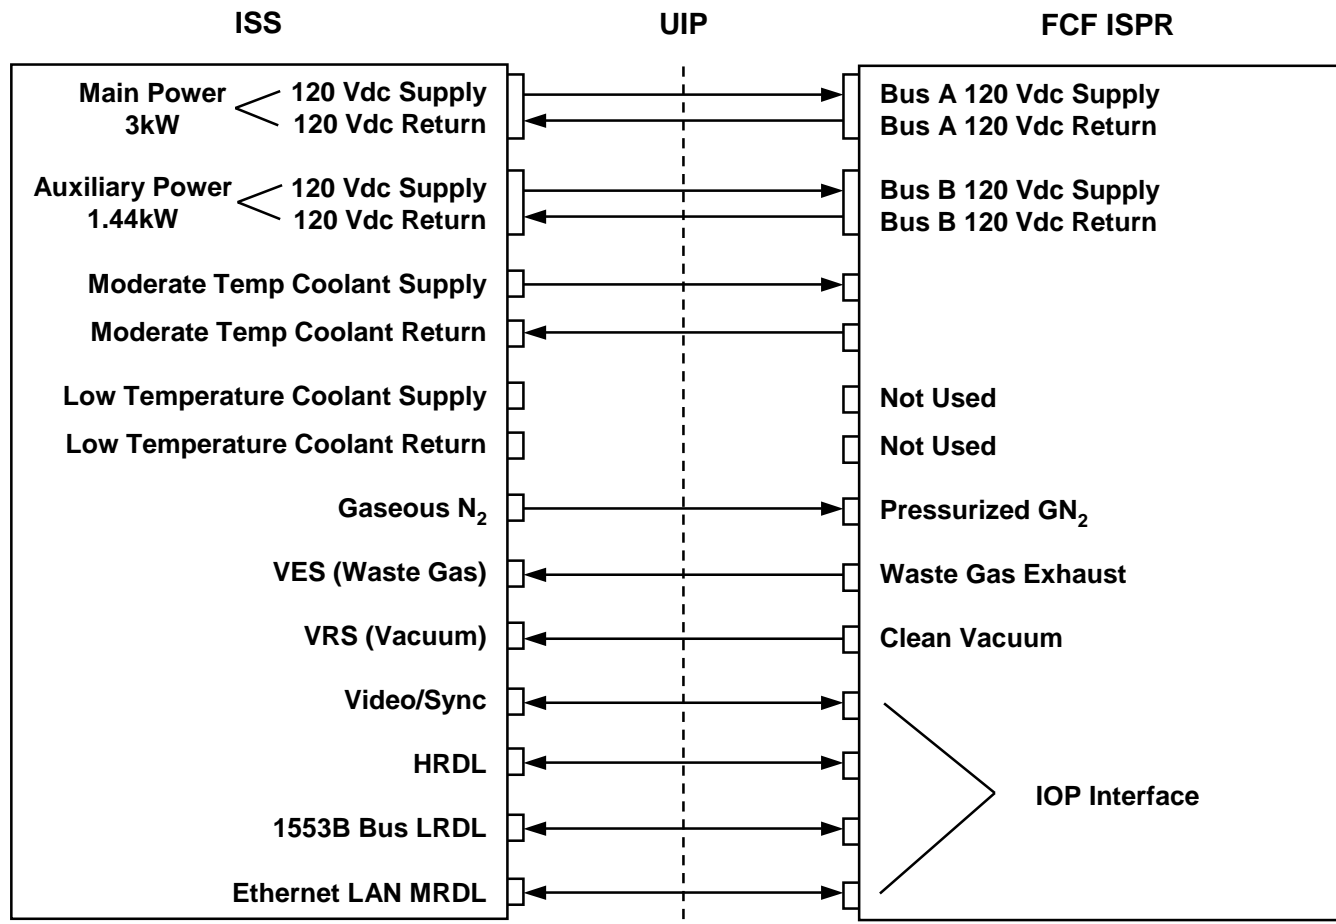 ISS UIP FCF ISPR
Main Power
3kW
120 Vdc Supply
120 Vdc Return
Bus A 120 Vdc Supply
Bus A 120 Vdc Return
Auxiliary Power
1.44kW
120 Vdc Supply
120 Vdc Return
Bus B 120 Vdc Supply
Bus B 120 Vdc Return
Moderate Temp Coolant Supply
Moderate Temp Coolant Return
Low Temperature Coolant Supply
Not Used
Low Temperature Coolant Return
Not Used
Gaseous N₂
Pressurized GN₂
VES (Waste Gas)
Waste Gas Exhaust
VRS (Vacuum)
Clean Vacuum
Video/Sync
HRDL
1553B Bus LRDL
Ethernet LAN MRDL
IOP Interface